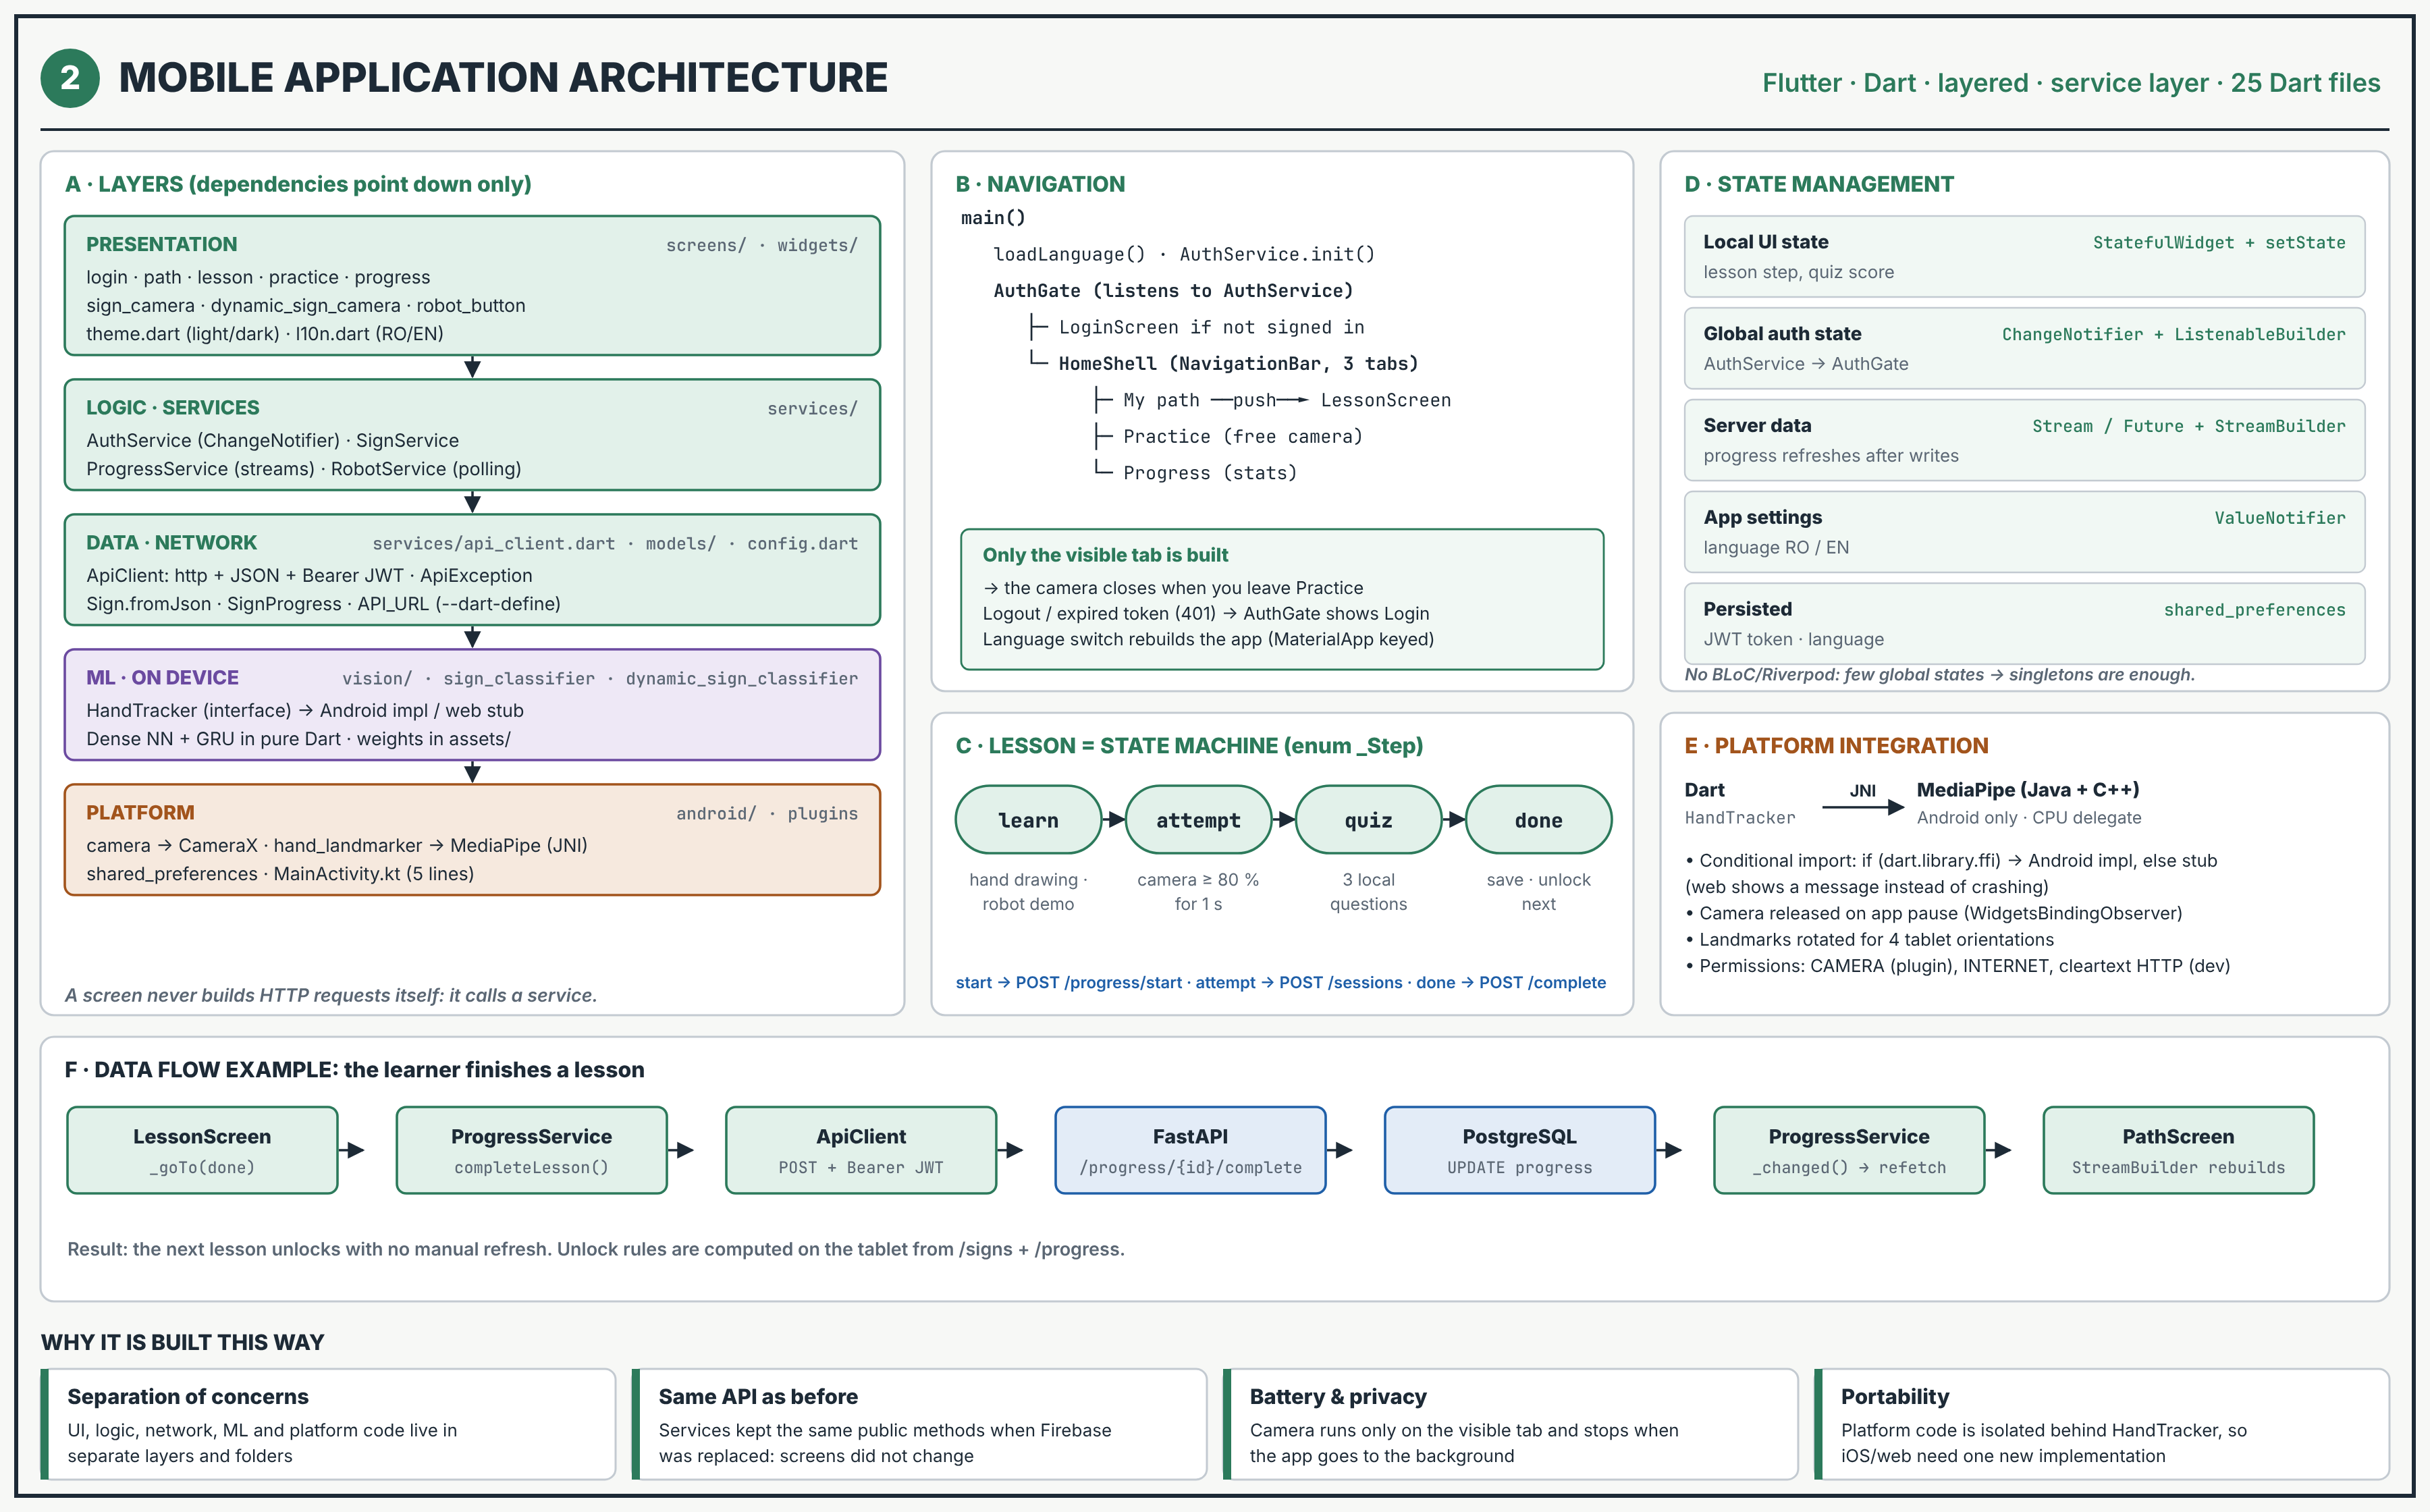 2 MOBILE APPLICATION ARCHITECTURE
Flutter · Dart · layered · service layer · 25 Dart files
A · LAYERS (dependencies point down only)
PRESENTATION screens/ · widgets/
login · path · lesson · practice · progress
sign_camera · dynamic_sign_camera · robot_button
theme.dart (light/dark) · l10n.dart (RO/EN)
LOGIC · SERVICES services/
AuthService (ChangeNotifier) · SignService
ProgressService (streams) · RobotService (polling)
DATA · NETWORK services/api_client.dart · models/ · config.dart
ApiClient: http + JSON + Bearer JWT · ApiException
Sign.fromJson · SignProgress · API_URL (--dart-define)
ML · ON DEVICE vision/ · sign_classifier · dynamic_sign_classifier
HandTracker (interface) → Android impl / web stub
Dense NN + GRU in pure Dart · weights in assets/
PLATFORM android/ · plugins
camera → CameraX · hand_landmarker → MediaPipe (JNI)
shared_preferences · MainActivity.kt (5 lines)
A screen never builds HTTP requests itself: it calls a service.
B · NAVIGATION
main()
loadLanguage() · AuthService.init()
AuthGate (listens to AuthService)
├─ LoginScreen if not signed in
└─ HomeShell (NavigationBar, 3 tabs)
├─ My path ──push──► LessonScreen
├─ Practice (free camera)
└─ Progress (stats)
Only the visible tab is built
→ the camera closes when you leave Practice
Logout / expired token (401) → AuthGate shows Login
Language switch rebuilds the app (MaterialApp keyed)
C · LESSON = STATE MACHINE (enum _Step)
learn attempt quiz done
hand drawing · camera ≥ 80 % 3 local save · unlock
robot demo for 1 s questions next
start → POST /progress/start · attempt → POST /sessions · done → POST /complete
D · STATE MANAGEMENT
Local UI state StatefulWidget + setState
lesson step, quiz score
Global auth state ChangeNotifier + ListenableBuilder
AuthService → AuthGate
Server data Stream / Future + StreamBuilder
progress refreshes after writes
App settings ValueNotifier
language RO / EN
Persisted shared_preferences
JWT token · language
No BLoC/Riverpod: few global states → singletons are enough.
E · PLATFORM INTEGRATION
Dart JNI MediaPipe (Java + C++)
HandTracker Android only · CPU delegate
• Conditional import: if (dart.library.ffi) → Android impl, else stub
(web shows a message instead of crashing)
• Camera released on app pause (WidgetsBindingObserver)
• Landmarks rotated for 4 tablet orientations
• Permissions: CAMERA (plugin), INTERNET, cleartext HTTP (dev)
F · DATA FLOW EXAMPLE: the learner finishes a lesson
LessonScreen ProgressService ApiClient FastAPI PostgreSQL ProgressService PathScreen
_goTo(done) completeLesson() POST + Bearer JWT /progress/{id}/complete UPDATE progress _changed() → refetch StreamBuilder rebuilds
Result: the next lesson unlocks with no manual refresh. Unlock rules are computed on the tablet from /signs + /progress.
WHY IT IS BUILT THIS WAY
Separation of concerns
UI, logic, network, ML and platform code live in
separate layers and folders
Same API as before
Services kept the same public methods when Firebase
was replaced: screens did not change
Battery & privacy
Camera runs only on the visible tab and stops when
the app goes to the background
Portability
Platform code is isolated behind HandTracker, so
iOS/web need one new implementation